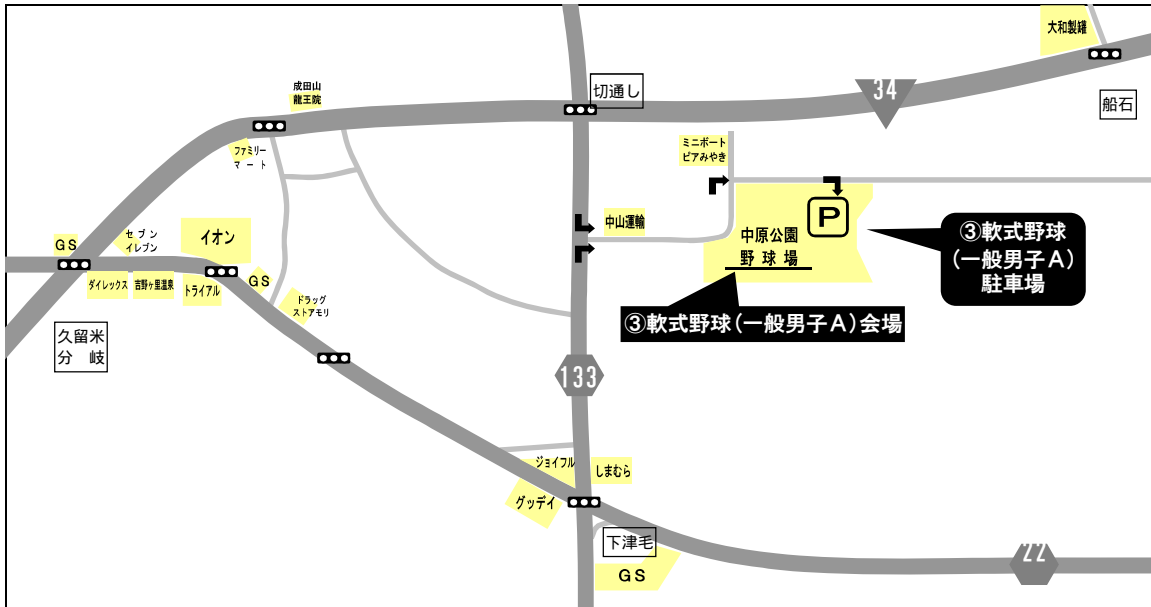 大和製罐
成田山
龍王院
切通し
34
船石
ファミリー
マート
ミニボート
ピアみやき
中山運輸
P
中原公園
野球場
③軟式野球
(一般男子A)
駐車場
GS
セブン
イレブン
イオン
ダイレックス
吉野ヶ里温泉
トライアル
GS
ドラッグ
ストアモリ
③軟式野球(一般男子A)会場
久留米
分岐
133
ジョイフル
しまむら
グッデイ
下津毛
22
GS